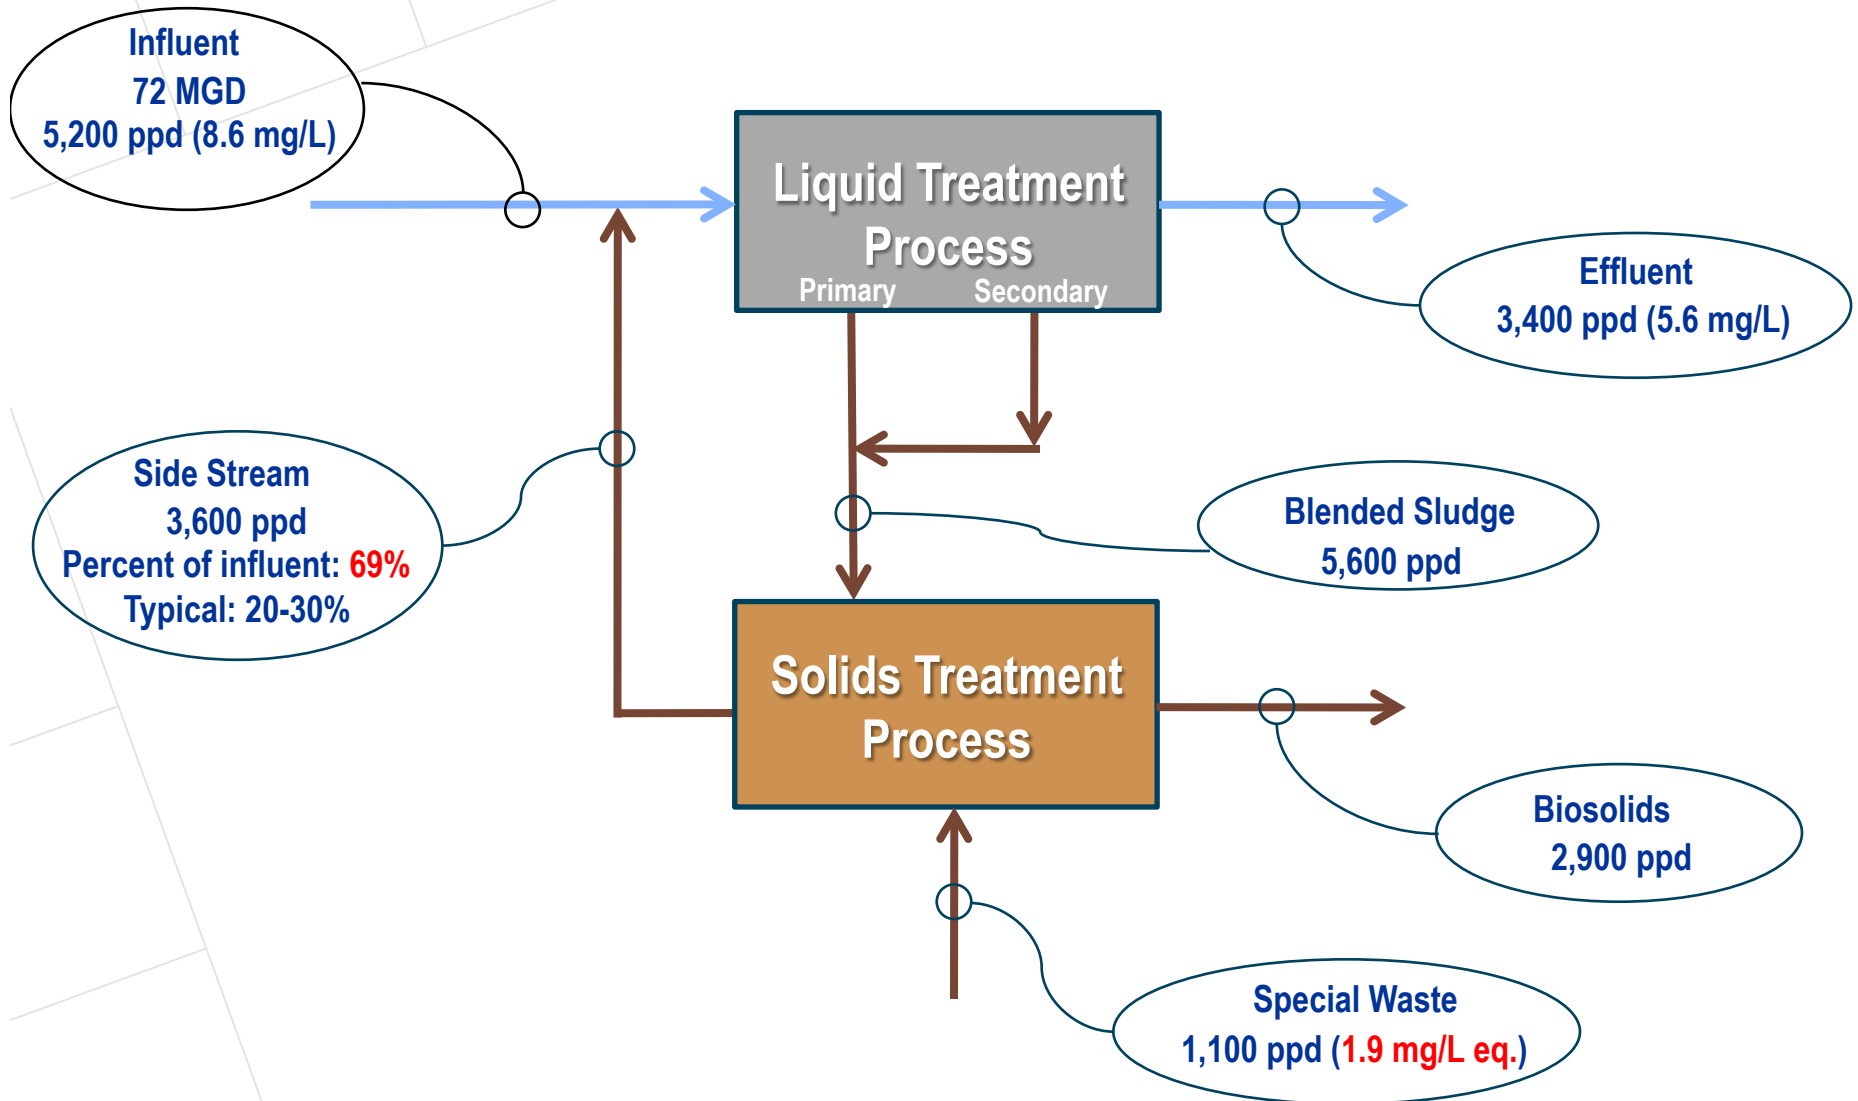 Influent
72 MGD
5,200 ppd (8.6 mg/L)
Liquid Treatment
Process
Primary Secondary
Effluent
3,400 ppd (5.6 mg/L)
Side Stream
3,600 ppd
Percent of influent: 69%
Typical: 20-30%
Blended Sludge
5,600 ppd
Solids Treatment
Process
Biosolids
2,900 ppd
Special Waste
1,100 ppd (1.9 mg/L eq.)